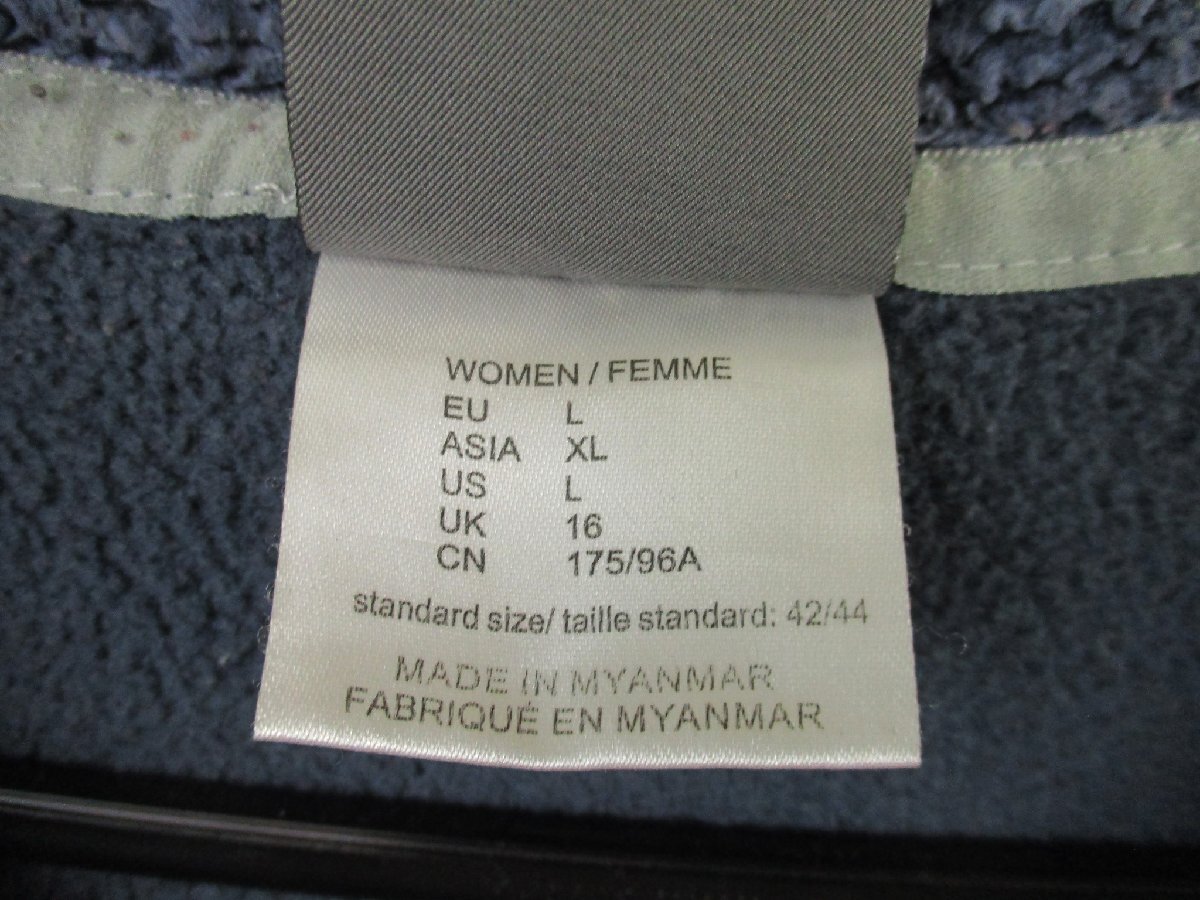 WOMEN / FEMME
EU L
ASIA XL
US L
UK 16
CN 175/96A
standard size/ taille standard: 42/44
MADE IN MYANMAR
FABRIQUÉ EN MYANMAR